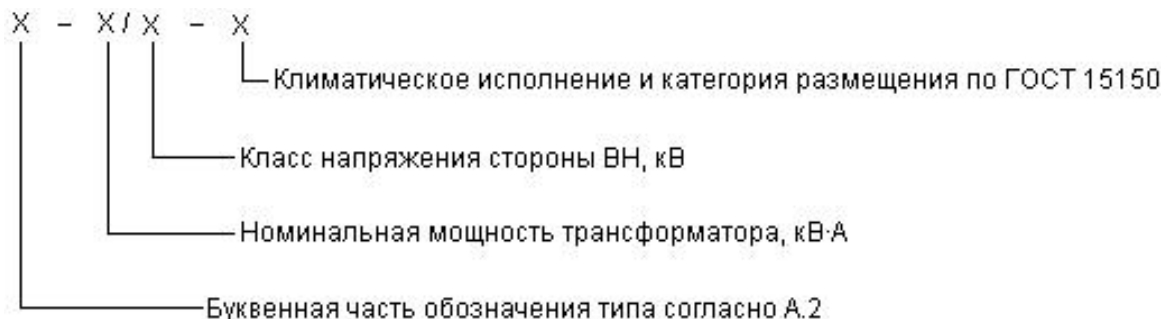 X – X / X – X
Климатическое исполнение и категория размещения по ГОСТ 15150
Класс напряжения стороны ВН, кВ
Номинальная мощность трансформатора, кВ·А
Буквенная часть обозначения типа согласно А.2